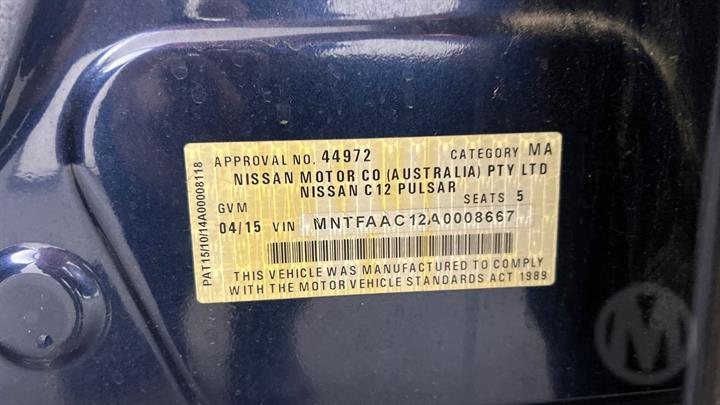 APPROVAL NO. 44972 CATEGORY MA
NISSAN MOTOR CO (AUSTRALIA) PTY LTD
NISSAN C12 PULSAR
GVM SEATS 5
04/15 VIN MNTFAAC12A0008667
THIS VEHICLE WAS MANUFACTURED TO COMPLY
WITH THE MOTOR VEHICLE STANDARDS ACT 1989
PAT15/10/14A00008118
M